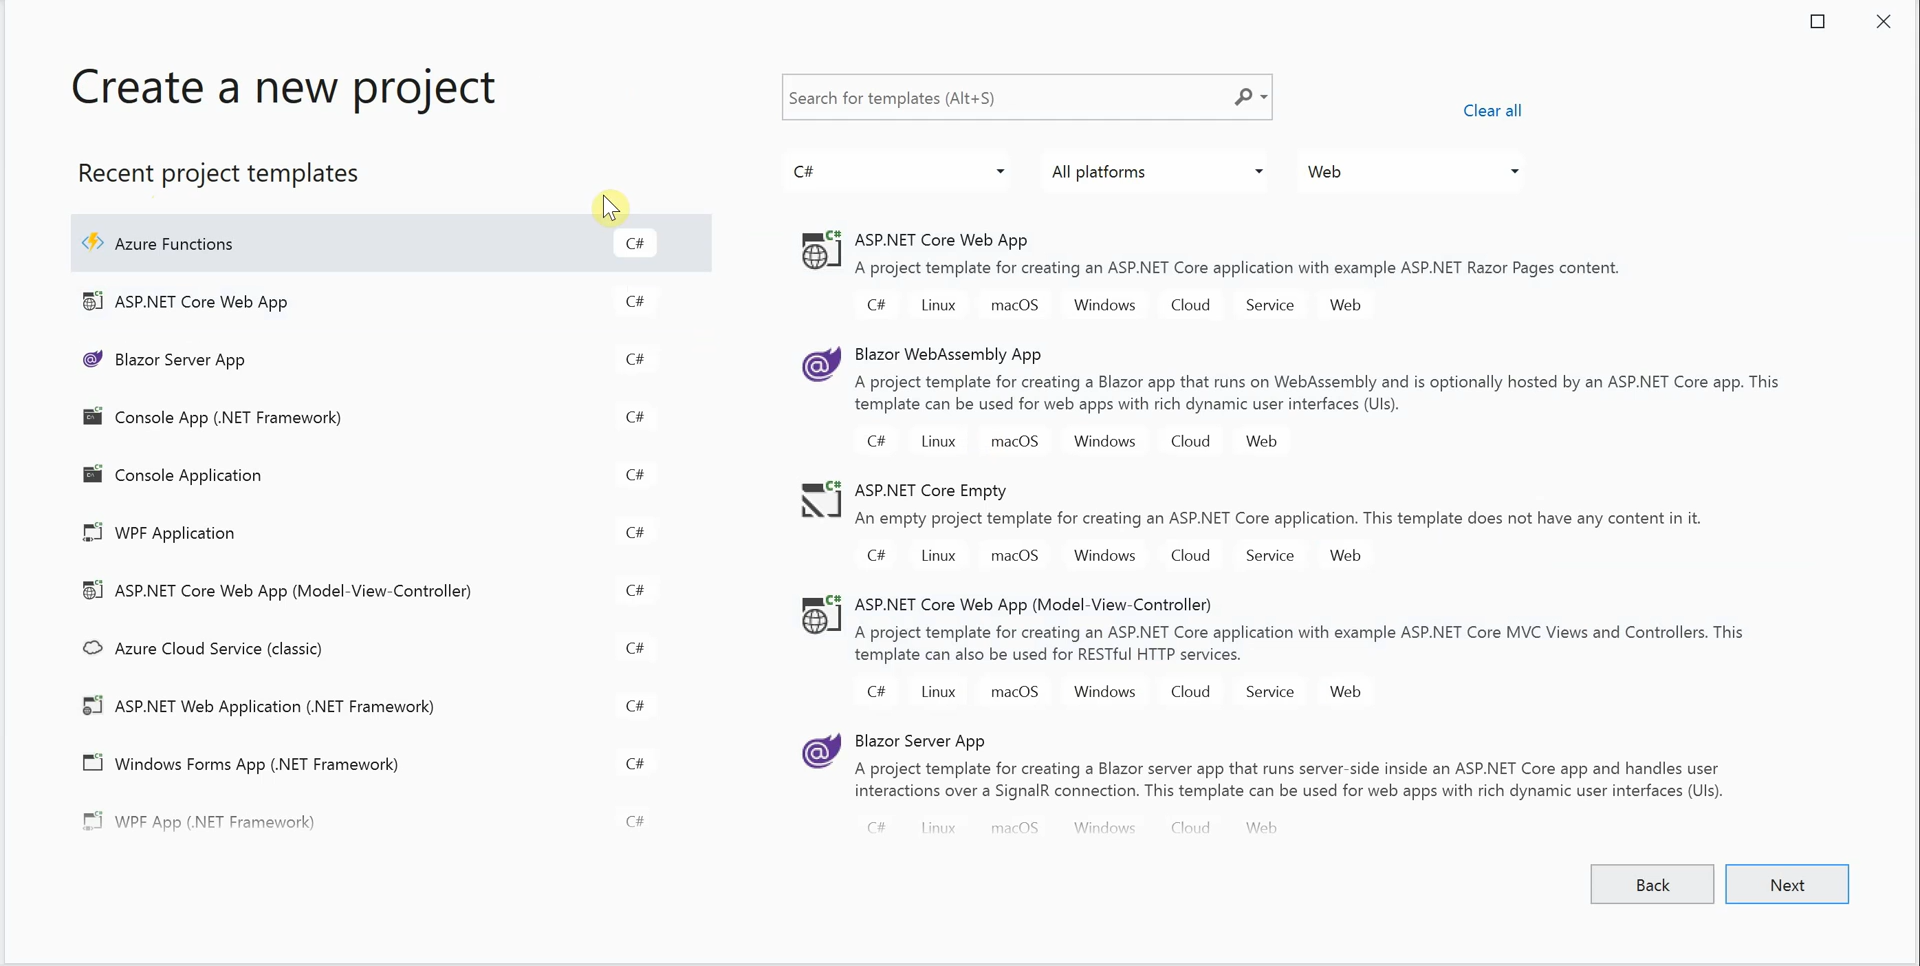 Create a new project
Search for templates (Alt+S)
Clear all
Recent project templates
C#
All platforms
Web
Azure Functions C#
ASP.NET Core Web App C#
Blazor Server App C#
Console App (.NET Framework) C#
Console Application C#
WPF Application C#
ASP.NET Core Web App (Model-View-Controller) C#
Azure Cloud Service (classic) C#
ASP.NET Web Application (.NET Framework) C#
Windows Forms App (.NET Framework) C#
WPF App (.NET Framework) C#
ASP.NET Core Web App
A project template for creating an ASP.NET Core application with example ASP.NET Razor Pages content.
C# Linux macOS Windows Cloud Service Web
Blazor WebAssembly App
A project template for creating a Blazor app that runs on WebAssembly and is optionally hosted by an ASP.NET Core app. This
template can be used for web apps with rich dynamic user interfaces (UIs).
C# Linux macOS Windows Cloud Web
ASP.NET Core Empty
An empty project template for creating an ASP.NET Core application. This template does not have any content in it.
C# Linux macOS Windows Cloud Service Web
ASP.NET Core Web App (Model-View-Controller)
A project template for creating an ASP.NET Core application with example ASP.NET Core MVC Views and Controllers. This
template can also be used for RESTful HTTP services.
C# Linux macOS Windows Cloud Service Web
Blazor Server App
A project template for creating a Blazor server app that runs server-side inside an ASP.NET Core app and handles user
interactions over a SignalR connection. This template can be used for web apps with rich dynamic user interfaces (UIs).
C# Linux macOS Windows Cloud Web
Back
Next